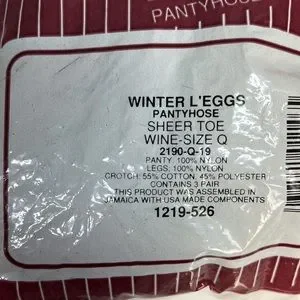 PANTYHOSE
WINTER L'EGGS
PANTYHOSE
SHEER TOE
WINE-SIZE Q
2190-Q-19
PANTY: 100% NYLON
LEGS: 100% NYLON
CROTCH: 55% COTTON, 45% POLYESTER
CONTAINS 3 PAIR
THIS PRODUCT WAS ASSEMBLED IN
JAMAICA WITH USA MADE COMPONENTS
1219-526